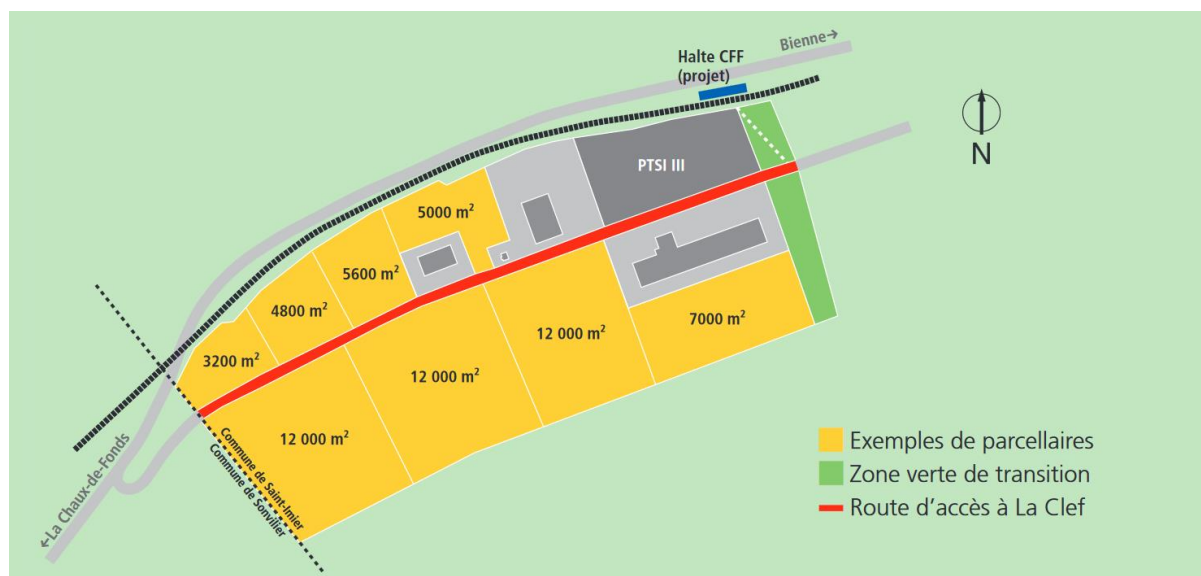 Bienne→
Halte CFF
(projet)
N
PTSI III
5000 m²
5600 m²
4800 m²
3200 m²
7000 m²
12 000 m²
12 000 m²
12 000 m²
Commune de Saint-Imier
Commune de Sonvilier
←La Chaux-de-Fonds
Exemples de parcellaires
Zone verte de transition
Route d'accès à La Clef